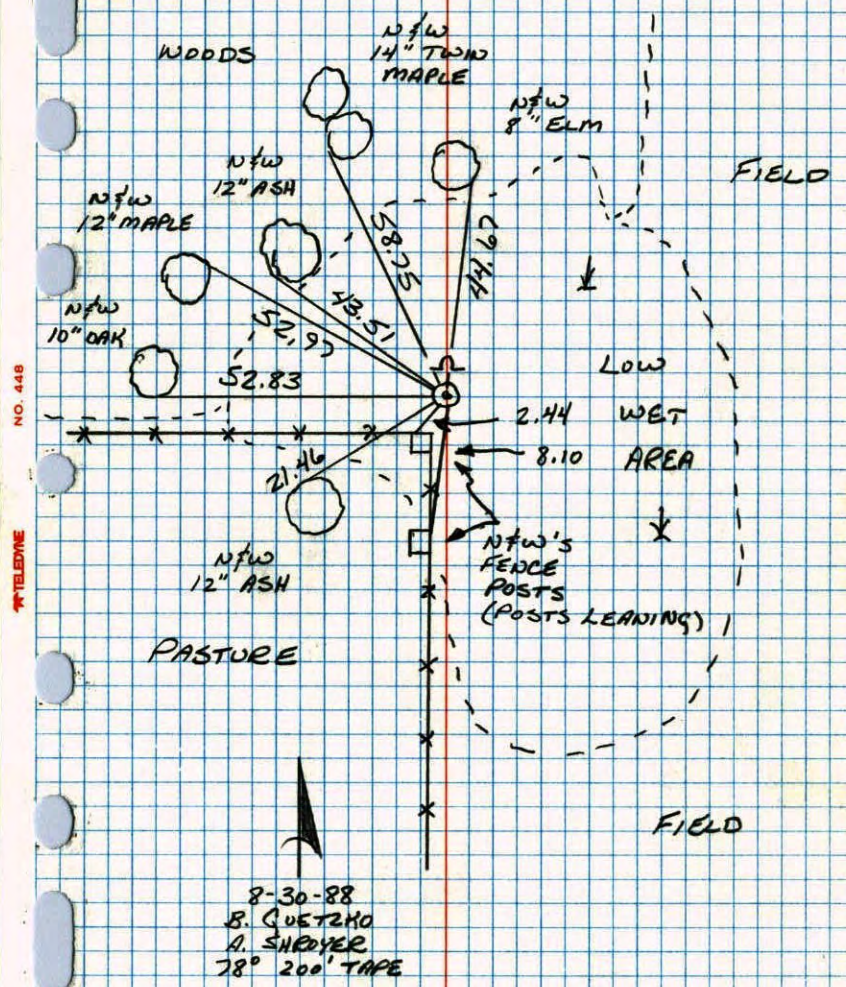 WOODS
N&W
14" TWIN
MAPLE
N&W
8" ELM
FIELD
N&W
12" ASH
N&W
12" MAPLE
N&W
10" OAK
58.75
44.67
43.51
52.97
52.83
LOW
WET
AREA
2.44
8.10
21.46
N&W
12" ASH
N&W'S
FENCE
POSTS
(POSTS LEANING)
PASTURE
FIELD
8-30-88
B. GUETZKO
A. SHROYER
78° 200' TAPE
NO. 448
TELEDYNE